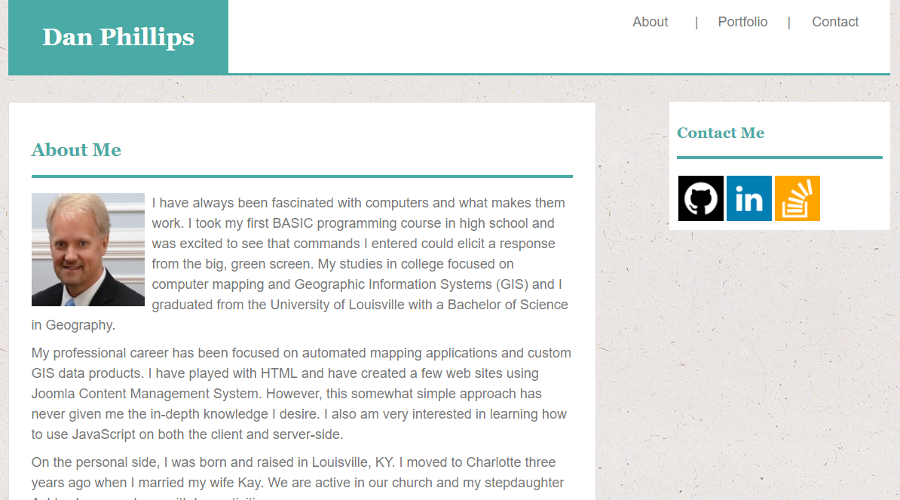 Dan Phillips
About | Portfolio | Contact
About Me
I have always been fascinated with computers and what makes them
work. I took my first BASIC programming course in high school and
was excited to see that commands I entered could elicit a response
from the big, green screen. My studies in college focused on
computer mapping and Geographic Information Systems (GIS) and I
graduated from the University of Louisville with a Bachelor of Science
in Geography.
My professional career has been focused on automated mapping applications and custom
GIS data products. I have played with HTML and have created a few web sites using
Joomla Content Management System. However, this somewhat simple approach has
never given me the in-depth knowledge I desire. I also am very interested in learning how
to use JavaScript on both the client and server-side.
On the personal side, I was born and raised in Louisville, KY. I moved to Charlotte three
years ago when I married my wife Kay. We are active in our church and my stepdaughter
Contact Me
in